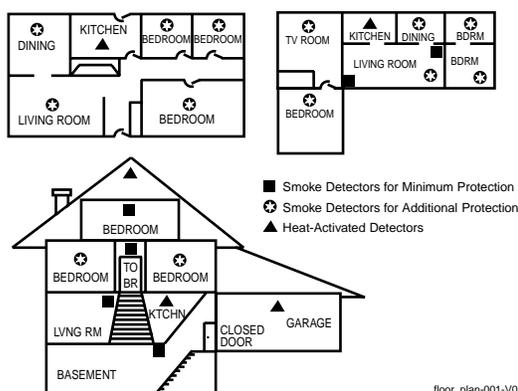 DINING
KITCHEN
BEDROOM
BEDROOM
LIVING ROOM
BEDROOM
TV ROOM
KITCHEN
DINING
BDRM
LIVING ROOM
BDRM
BEDROOM
Smoke Detectors for Minimum Protection
Smoke Detectors for Additional Protection
Heat-Activated Detectors
BEDROOM
BEDROOM
TO
BR
BEDROOM
LVNG RM
KTCHN
CLOSED
DOOR
GARAGE
BASEMENT
floor_plan-001-V0